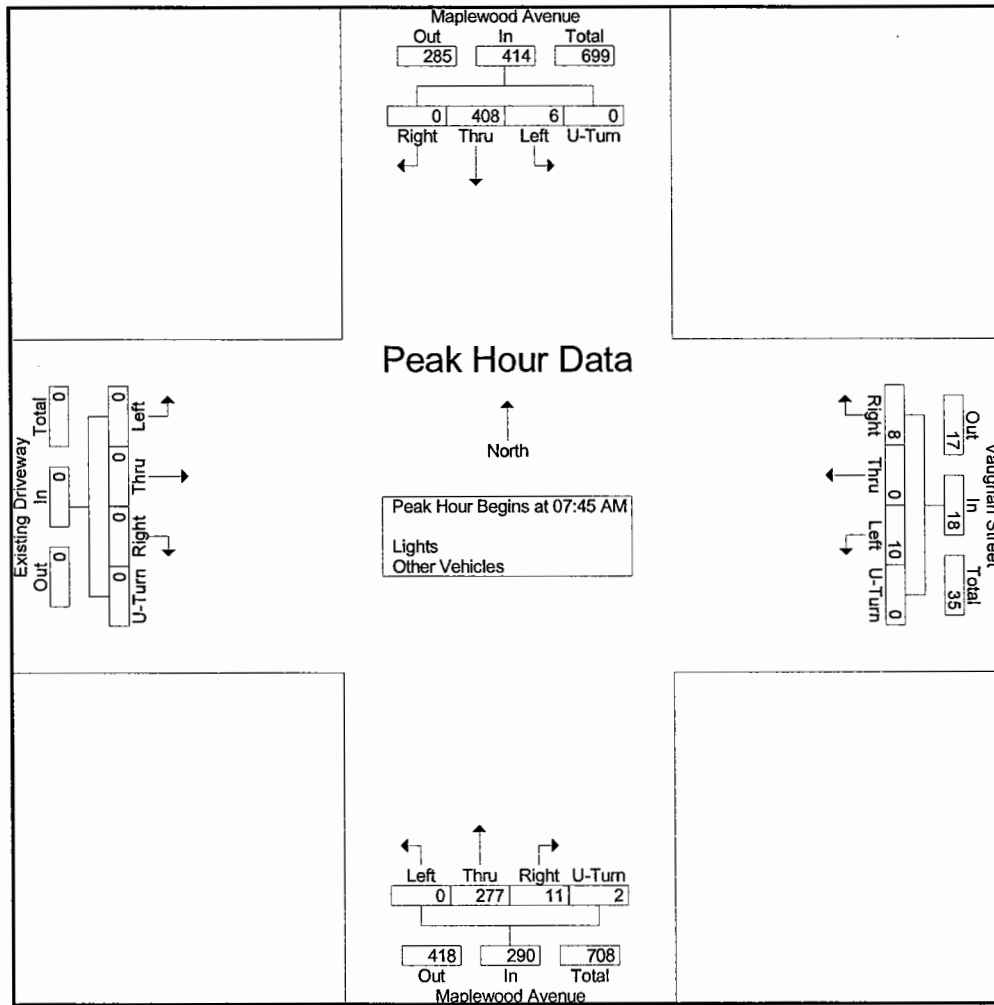 Maplewood Avenue
Out In Total
285 414 699
0 408 6 0
Right Thru Left U-Turn
Peak Hour Data
North
Peak Hour Begins at 07:45 AM
Lights
Other Vehicles
Existing Driveway
Out In Total
0 0 0
U-Turn Right Thru Left
0 0 0 0
Vaughan Street
Out In Total
17 18 35
8 0 10 0
Right Thru Left U-Turn
Left Thru Right U-Turn
0 277 11 2
418 290 708
Out In Total
Maplewood Avenue